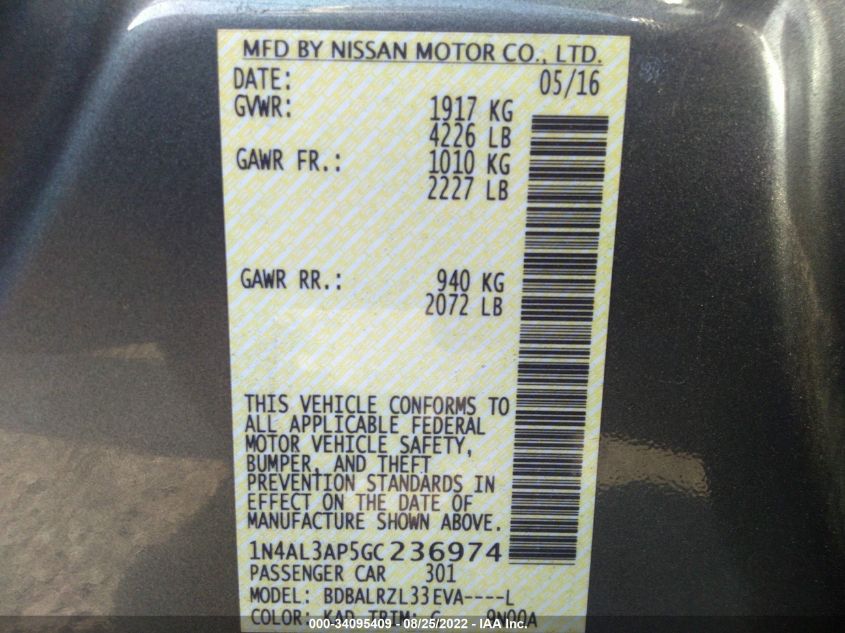 MFD BY NISSAN MOTOR CO., LTD.
DATE: 05/16
GVWR: 1917 KG
4226 LB
GAWR FR.: 1010 KG
2227 LB
GAWR RR.: 940 KG
2072 LB
THIS VEHICLE CONFORMS TO
ALL APPLICABLE FEDERAL
MOTOR VEHICLE SAFETY,
BUMPER, AND THEFT
PREVENTION STANDARDS IN
EFFECT ON THE DATE OF
MANUFACTURE SHOWN ABOVE.
1N4AL3AP5GC236974
PASSENGER CAR 301
MODEL: BDBALRZL33EVA----L
COLOR: KAD TRIM: G
000-34095409 - 08/25/2022 - IAA Inc.